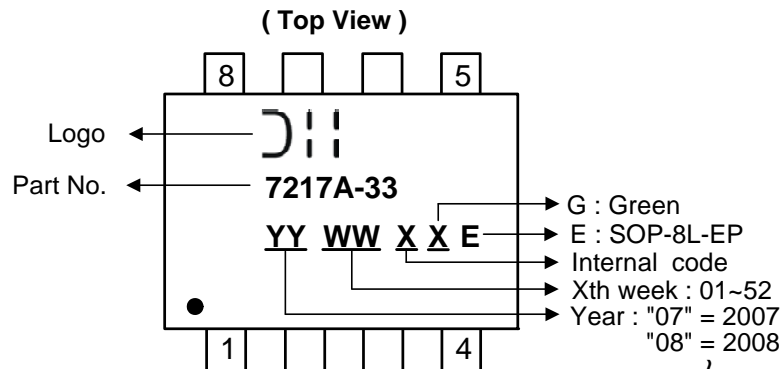 ( Top View )
8 5
Logo
Part No.
7217A-33
YY WW X X E
G : Green
E : SOP-8L-EP
Internal code
Xth week : 01~52
Year : "07" = 2007
"08" = 2008
1 4